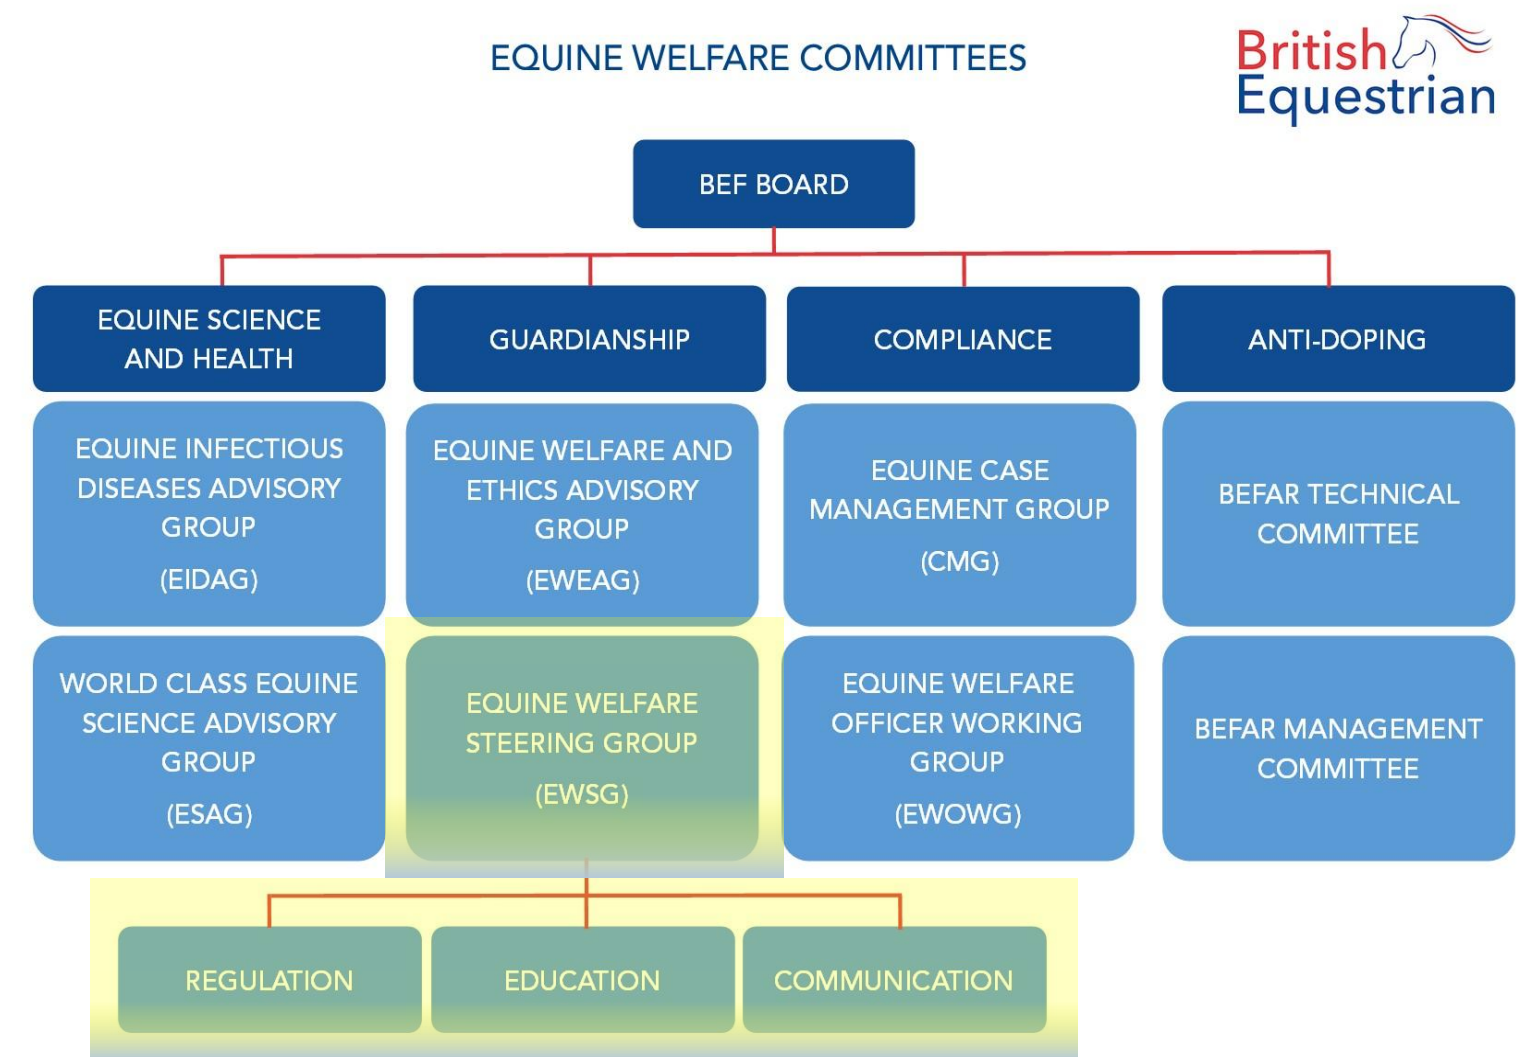 EQUINE WELFARE COMMITTEES
British
Equestrian
BEF BOARD
EQUINE SCIENCE
AND HEALTH
GUARDIANSHIP
COMPLIANCE
ANTI-DOPING
EQUINE INFECTIOUS
DISEASES ADVISORY
GROUP
(EIDAG)
EQUINE WELFARE AND
ETHICS ADVISORY
GROUP
(EWEAG)
EQUINE CASE
MANAGEMENT GROUP
(CMG)
BEFAR TECHNICAL
COMMITTEE
WORLD CLASS EQUINE
SCIENCE ADVISORY
GROUP
(ESAG)
EQUINE WELFARE
STEERING GROUP
(EWSG)
EQUINE WELFARE
OFFICER WORKING
GROUP
(EWOWG)
BEFAR MANAGEMENT
COMMITTEE
REGULATION
EDUCATION
COMMUNICATION